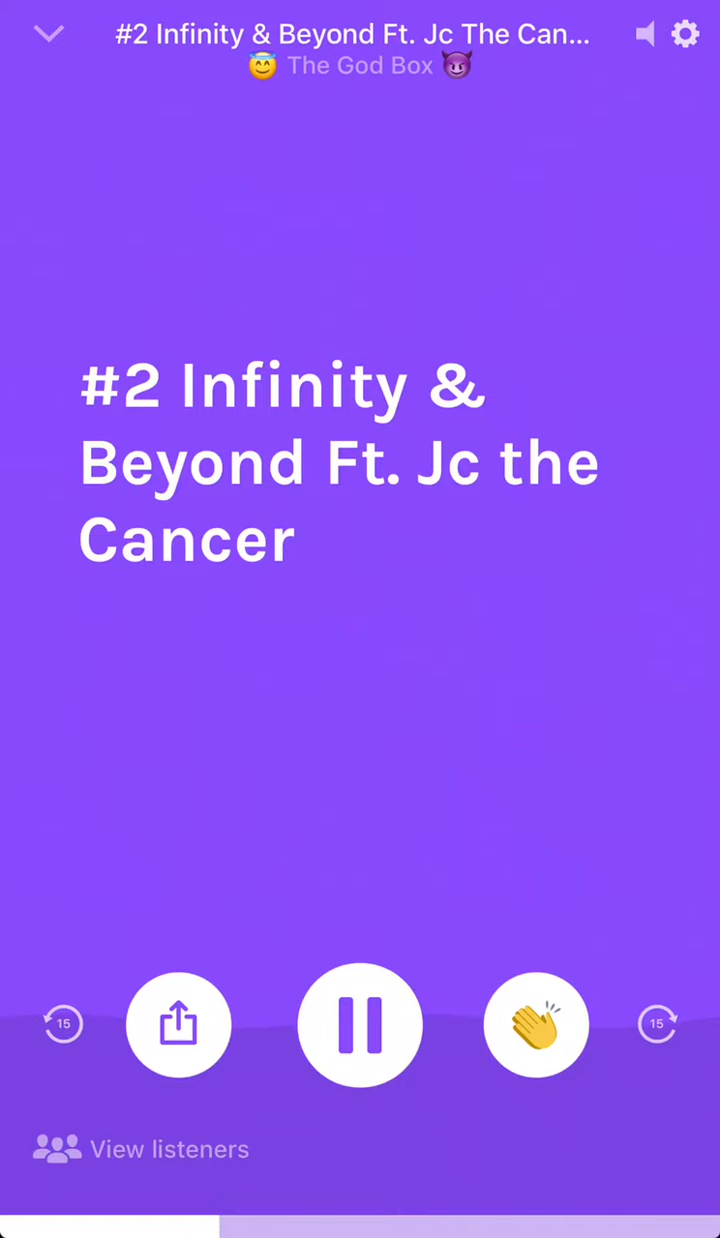 #2 Infinity & Beyond Ft. Jc The Can...
😇 The God Box 😈
#2 Infinity &
Beyond Ft. Jc the
Cancer
15
15
View listeners